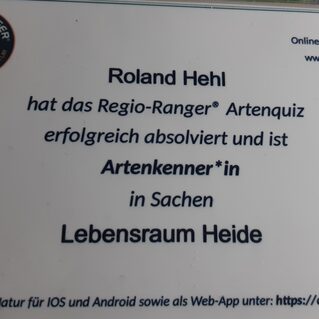 Online
ww
Roland Hehl
hat das Regio-Ranger® Artenquiz
erfolgreich absolviert und ist
Artenkenner*in
in Sachen
Lebensraum Heide
Natur für IOS und Android sowie als Web-App unter: https://